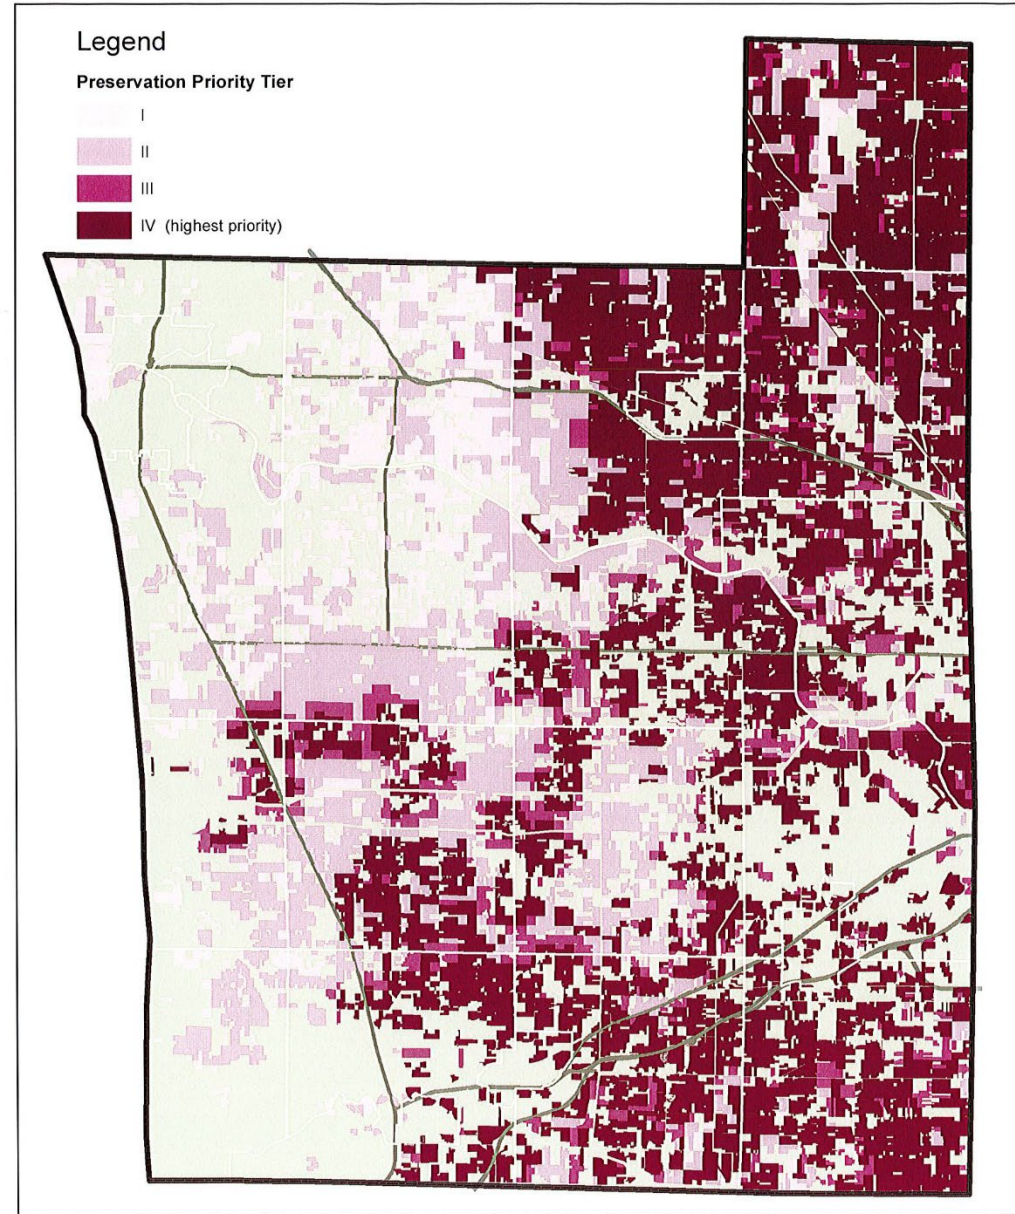 Legend
Preservation Priority Tier
I
II
III
IV (highest priority)